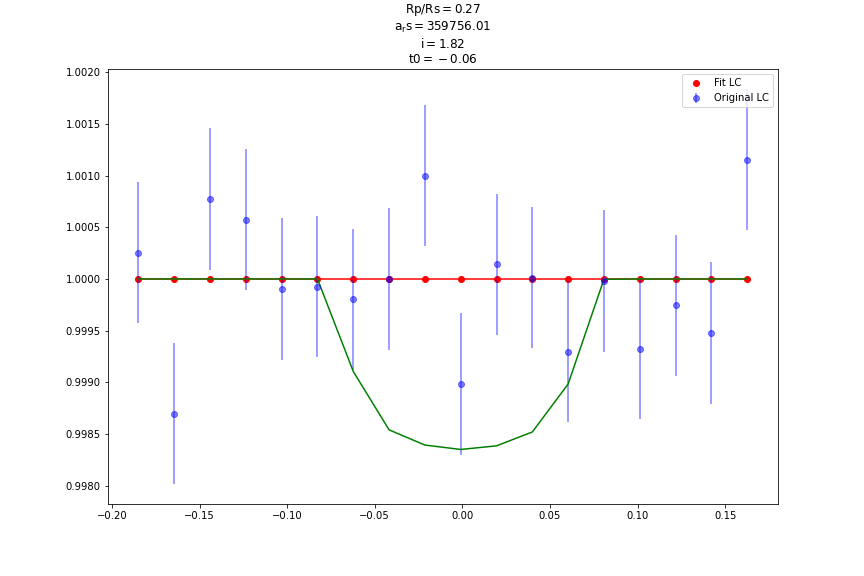 Rp/Rs = 0.27
aᵣs = 359756.01
i = 1.82
t0 = −0.06
1.0020
1.0015
1.0010
1.0005
1.0000
0.9995
0.9990
0.9985
0.9980
Fit LC
Original LC
−0.20 −0.15 −0.10 −0.05 0.00 0.05 0.10 0.15